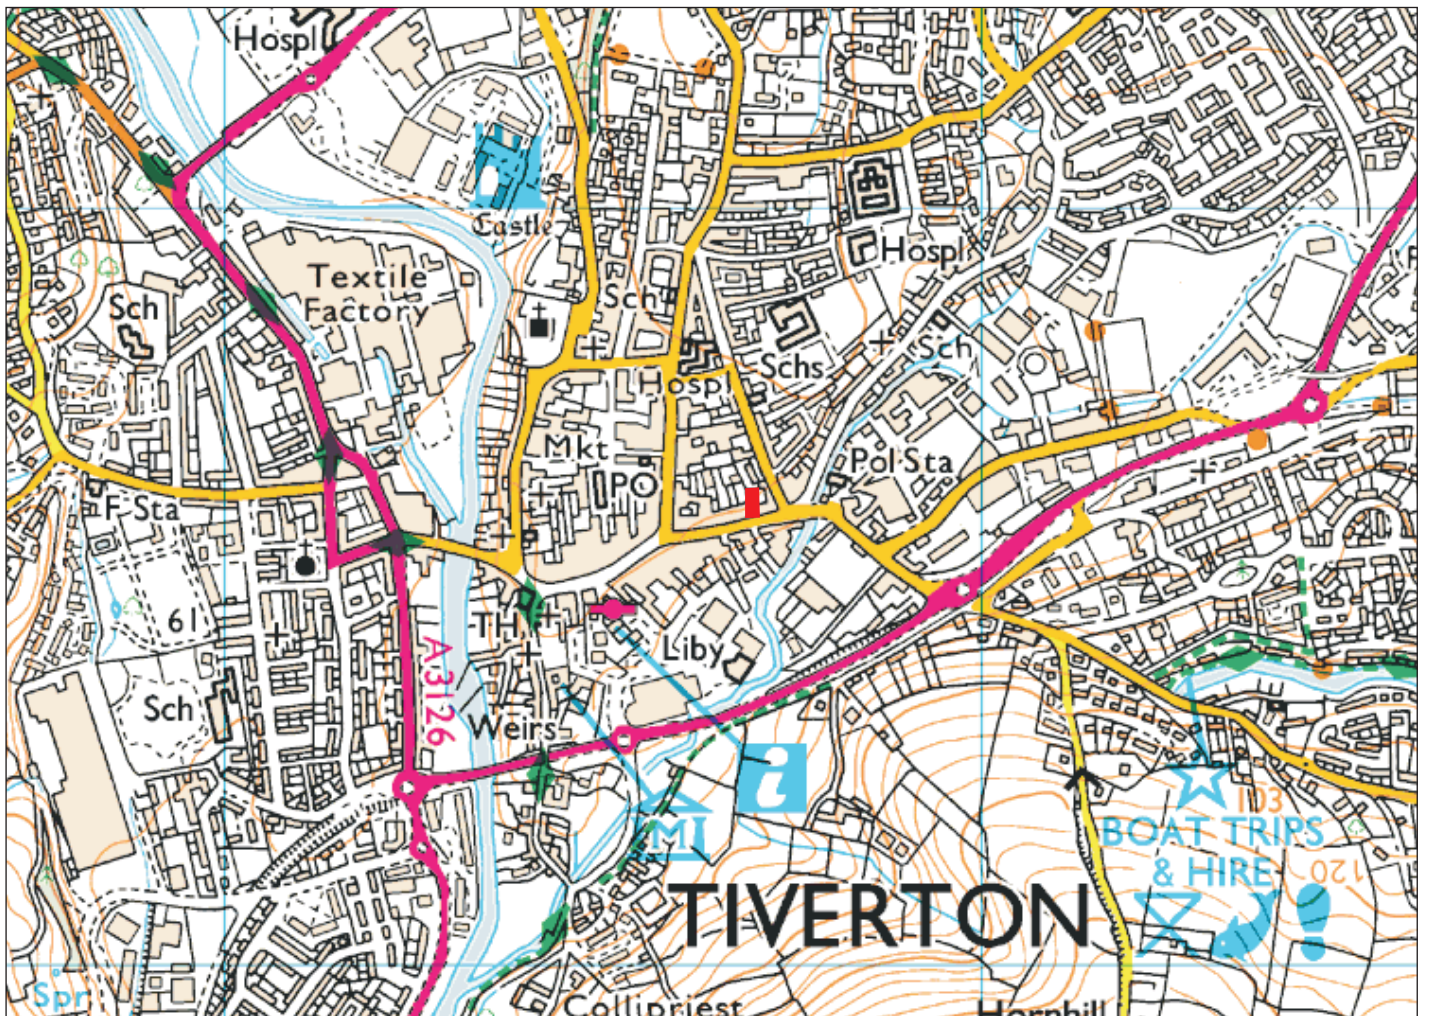 Hospl
Castle
Textile
Factory
Sch
Sch
Hospl
Sch
Schs
Hospl
Mkt
PO
Pol Sta
F Sta
61
TH
Liby
A3126
Sch
Weirs
i
M
103
BOAT TRIPS
& HIRE
120
TIVERTON
Spr
Collipriest
Hornhill